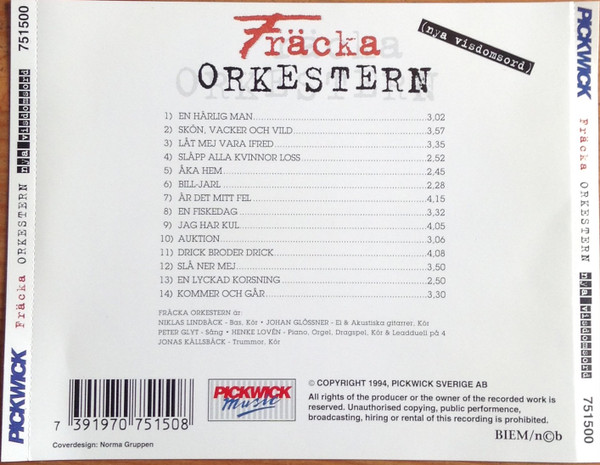 Fräcka
ORKESTERN
(nya visdomsord)
1) EN HÄRLIG MAN 3,02
2) SKÖN, VACKER OCH VILD 3,57
3) LÅT MEJ VARA IFRED 3,35
4) SLÄPP ALLA KVINNOR LOSS 2,52
5) ÅKA HEM 2,45
6) BILL-JARL 2,28
7) ÄR DET MITT FEL 4,15
8) EN FISKEDAG 3,32
9) JAG HAR KUL 4,05
10) AUKTION 3,06
11) DRICK BRODER DRICK 4,08
12) SLÅ NER MEJ 3,50
13) EN LYCKAD KORSNING 2,50
14) KOMMER OCH GÅR 3,30
FRÄCKA ORKESTERN är:
NIKLAS LINDBÄCK - Bas, Kör • JOHAN GLÖSSNER - El & Akustiska gitarrer, Kör
PETER GLYT - Sång • HENKE LOVÉN - Piano, Orgel, Dragspel, Kör & Leadduell på 4
JONAS KÄLLSBÄCK - Trummor, Kör
7 391970 751508
PICKWICK
Music
© COPYRIGHT 1994, PICKWICK SVERIGE AB
All rights of the producer or the owner of the recorded work is
reserved. Unauthorised copying, public performence,
broadcasting, hiring or rental of this recording is prohibited.
BIEM/n©b
Coverdesign: Norma Gruppen
PICKWICK Fräcka ORKESTERN nya visdomsord 751500
PICKWICK Fräcka ORKESTERN nya visdomsord 751500